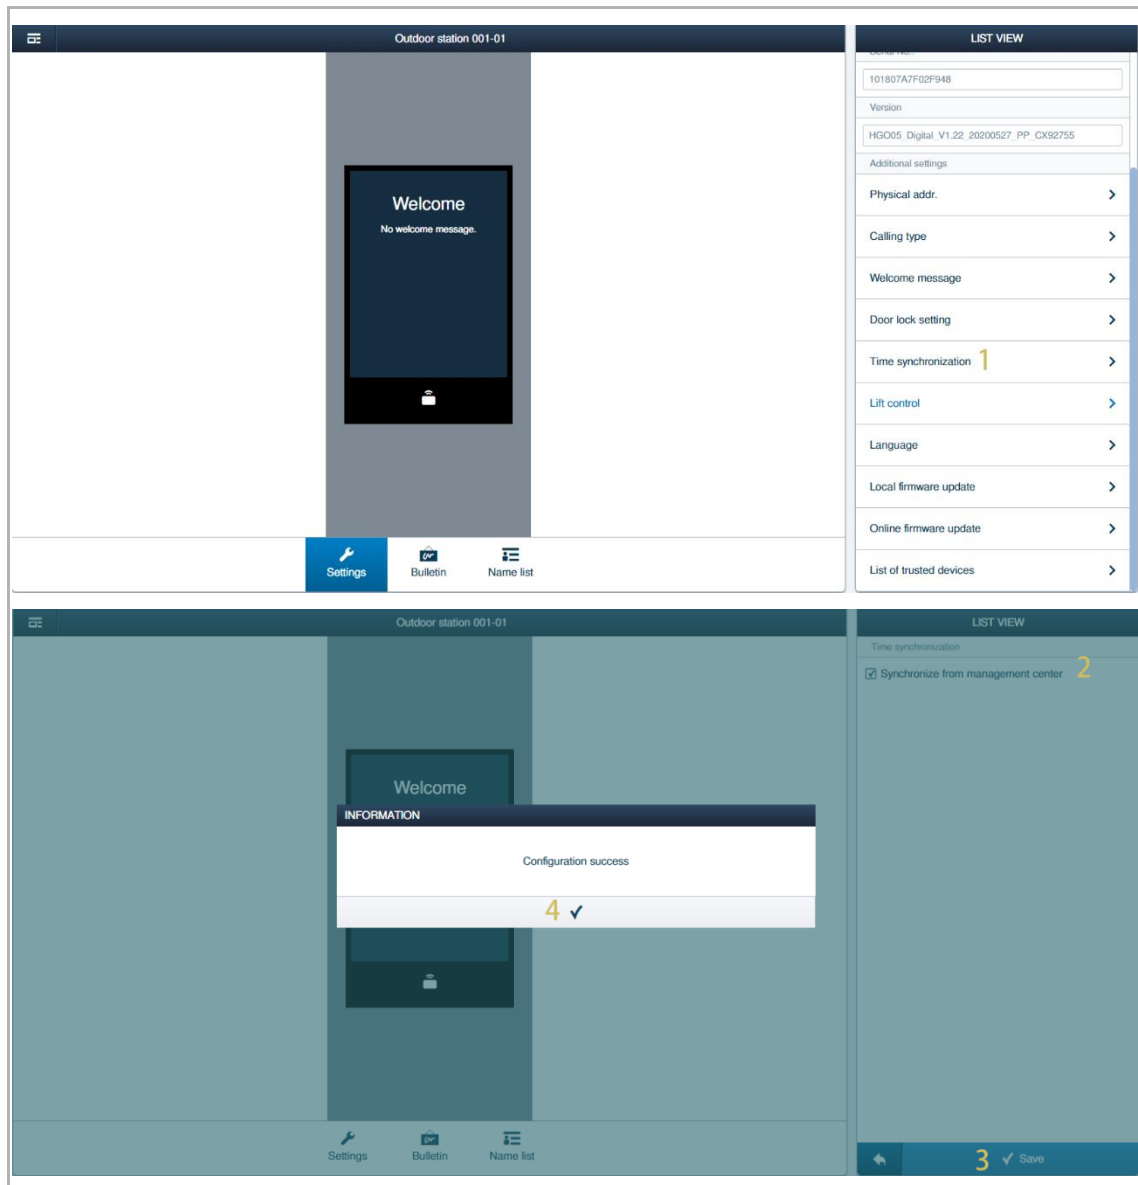 Outdoor station 001-01
LIST VIEW
Serial No.:
101807A7F02F948
Version
HGO05_Digital_V1.22_20200527_PP_CX92755
Additional settings
Welcome
No welcome message.
Physical addr.
Calling type
Welcome message
Door lock setting
Time synchronization 1
Lift control
Language
Local firmware update
Online firmware update
List of trusted devices
Settings
Bulletin
Name list
Outdoor station 001-01
LIST VIEW
Time synchronization
Synchronize from management center 2
Welcome
INFORMATION
Configuration success
4
Settings
Bulletin
Name list
3 Save